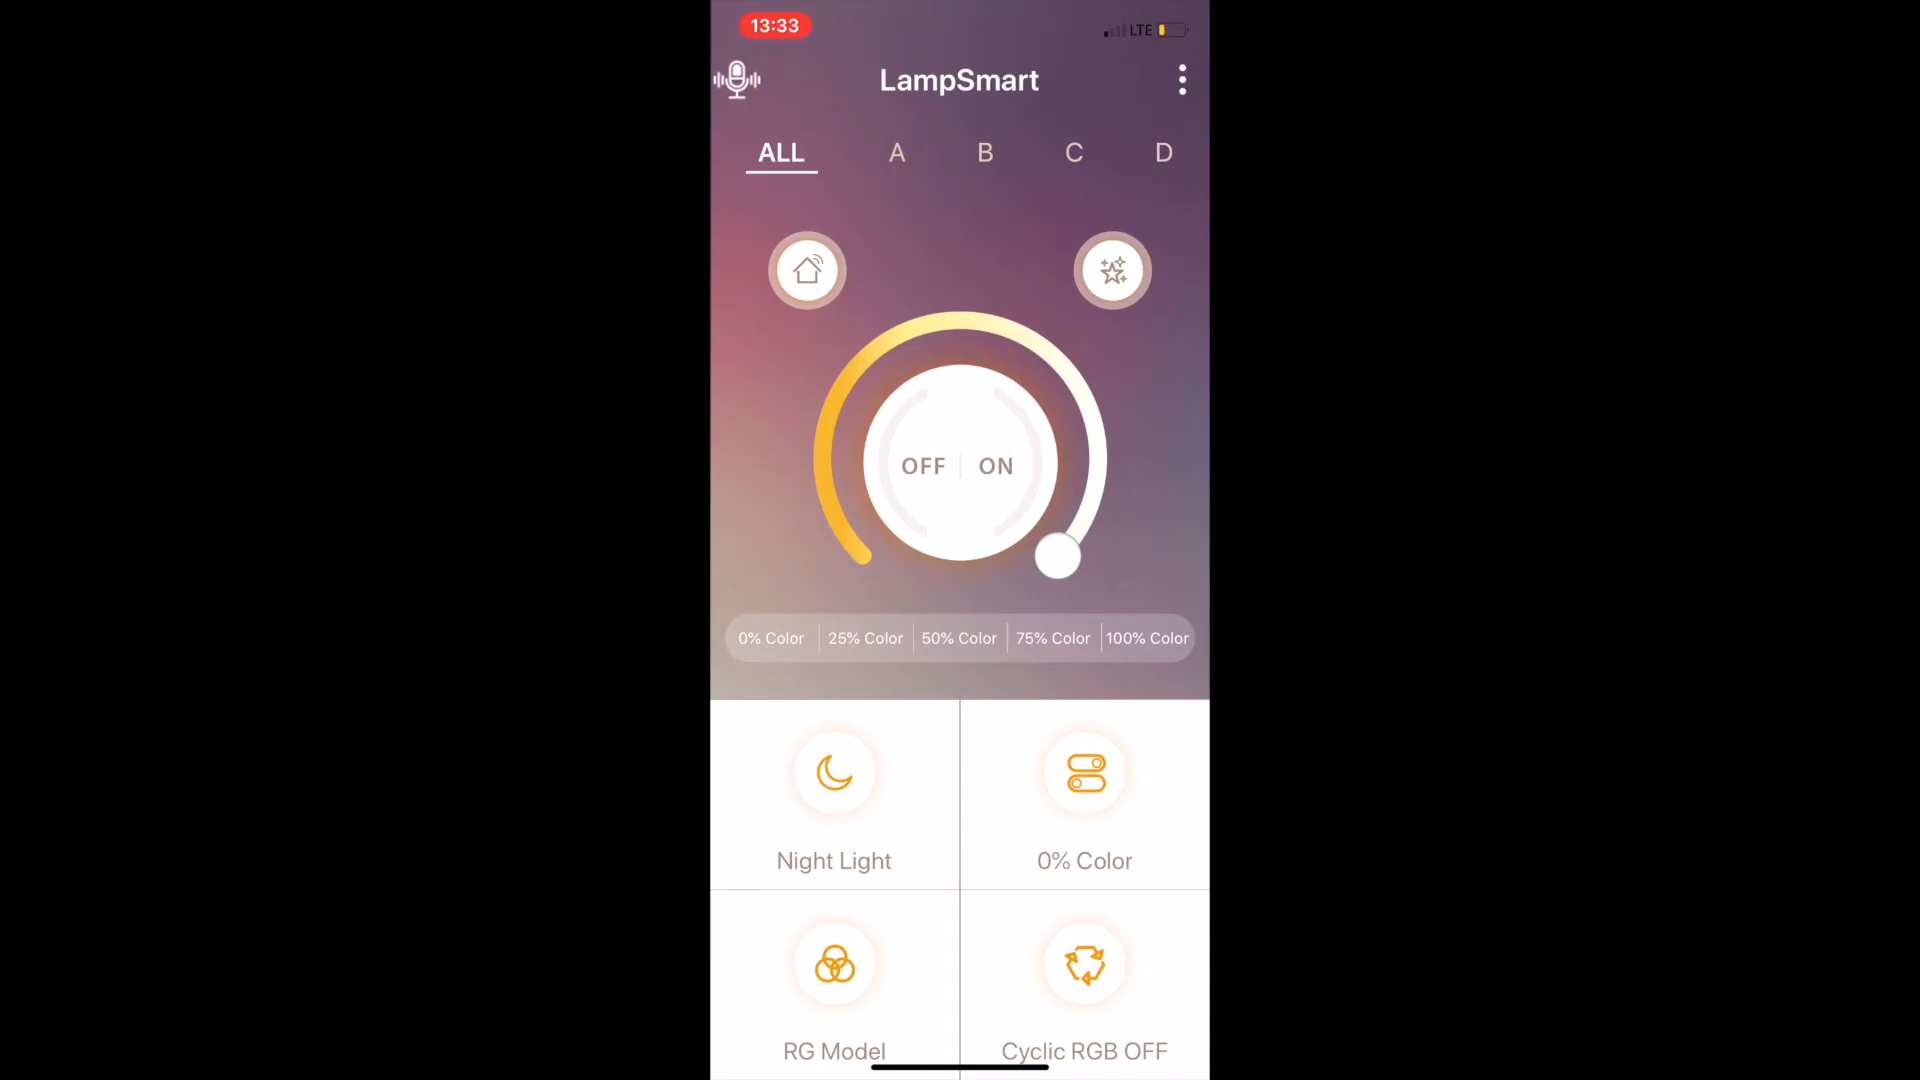 13:33
LTE
LampSmart
ALL A B C D
OFF ON
0% Color 25% Color 50% Color 75% Color 100% Color
Night Light
0% Color
RG Model
Cyclic RGB OFF